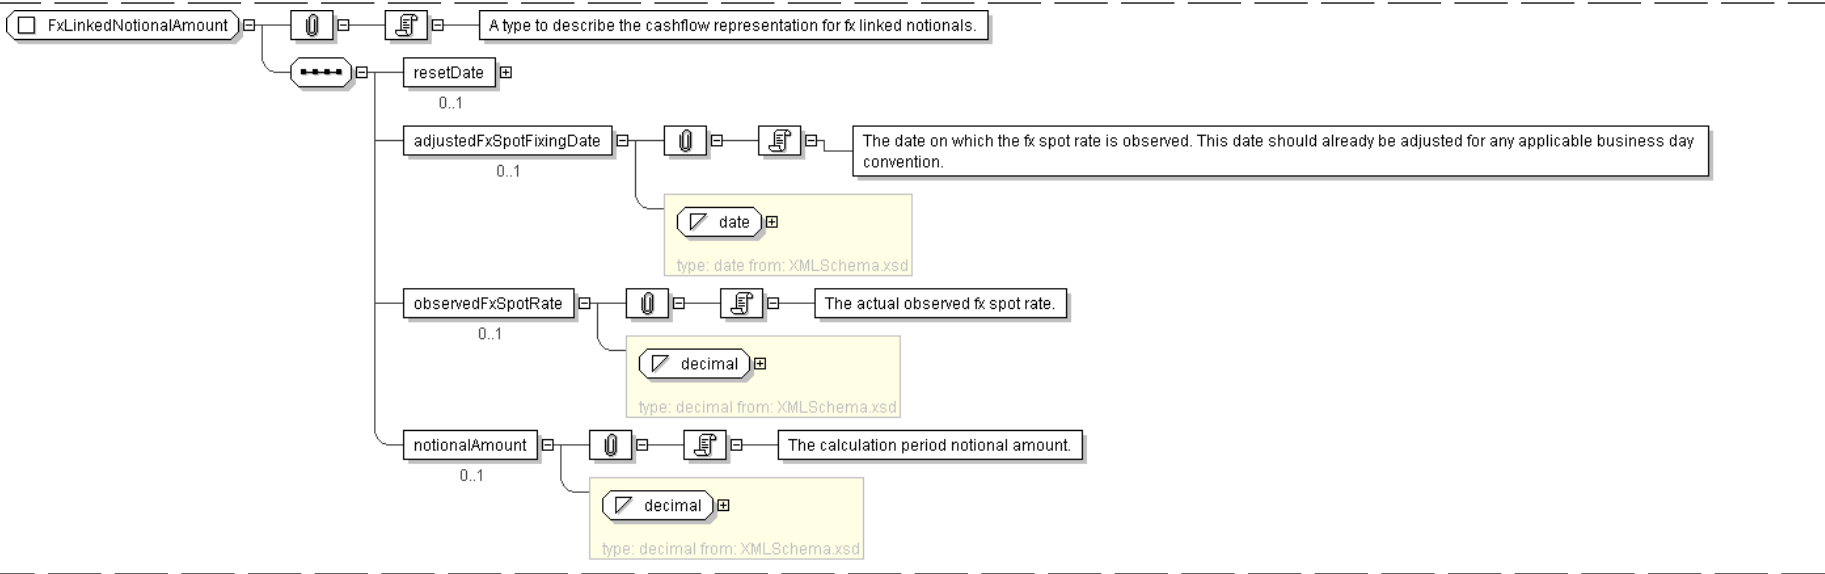 FxLinkedNotionalAmount
A type to describe the cashflow representation for fx linked notionals.
resetDate
0..1
adjustedFxSpotFixingDate
0..1
The date on which the fx spot rate is observed. This date should already be adjusted for any applicable business day
convention.
date
type: date from: XMLSchema.xsd
observedFxSpotRate
0..1
The actual observed fx spot rate.
decimal
type: decimal from: XMLSchema.xsd
notionalAmount
0..1
The calculation period notional amount.
decimal
type: decimal from: XMLSchema.xsd